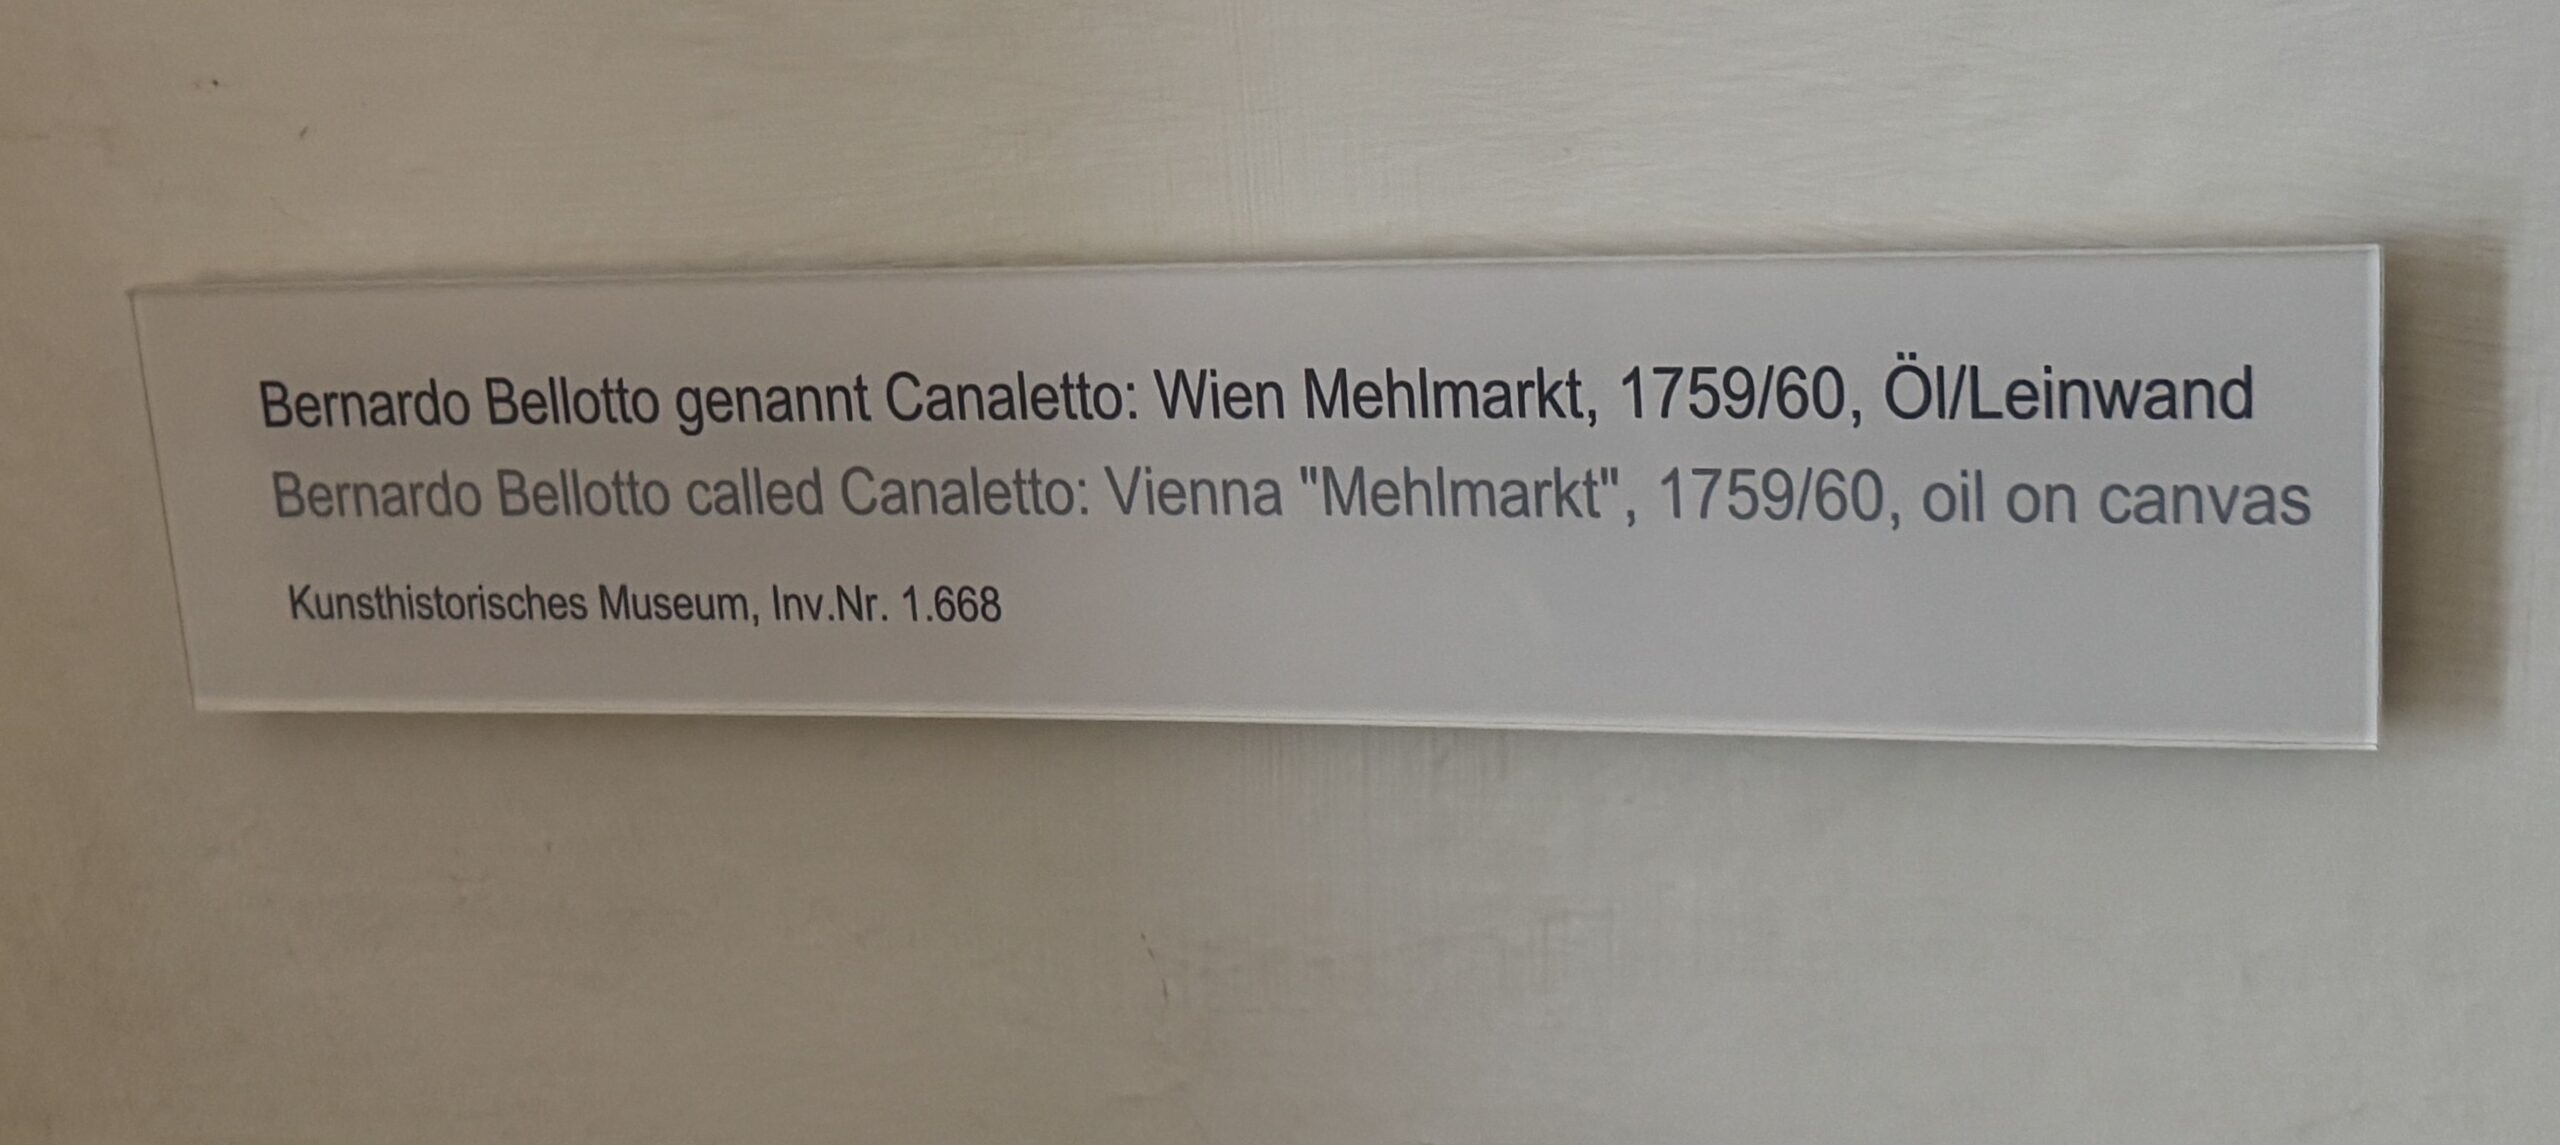 Bernardo Bellotto genannt Canaletto: Wien Mehlmarkt, 1759/60, Öl/Leinwand
Bernardo Bellotto called Canaletto: Vienna "Mehlmarkt", 1759/60, oil on canvas
Kunsthistorisches Museum, Inv.Nr. 1.668